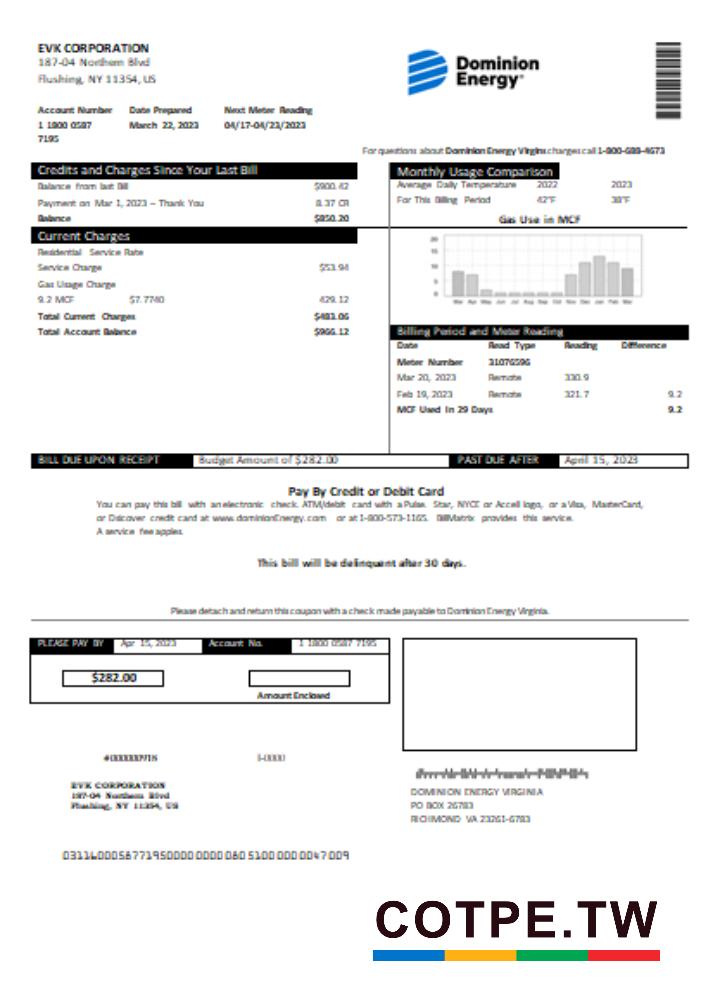 EVK CORPORATION
187-04 Northern Blvd
Flushing, NY 11354, US
Dominion Energy®
Account Number Date Prepared Next Meter Reading
1 1800 0587 7195 March 22, 2023 04/17-04/23/2023
For questions about Dominion Energy Virginia charges call 1-800-688-4673
Credits and Charges Since Your Last Bill
Balance from last Bill $900.42
Payment on Mar 1, 2023 – Thank You 8.37 CR
Balance $850.20
Current Charges
Residential Service Rate
Service Charge $53.94
Gas Usage Charge
9.2 MCF $7.7740 429.12
Total Current Charges $483.06
Total Account Balance $966.12
Monthly Usage Comparison
Average Daily Temperature 2022 2023
For This Billing Period 42°F 38°F
Gas Use in MCF
20
15
10
5
0
Mar Apr May Jun Jul Aug Sep Oct Nov Dec Jan Feb Mar
Billing Period and Meter Reading
Date Read Type Reading Difference
Meter Number 31076596
Mar 20, 2023 Remote 330.9
Feb 19, 2023 Remote 321.7 9.2
MCF Used In 29 Days 9.2
BILL DUE UPON RECEIPT Budget Amount of $282.00 PAST DUE AFTER April 15, 2023
Pay By Credit or Debit Card
You can pay this bill with an electronic check. ATM/debit card with a Pulse. Star, NYCE or Accell logo, or a Visa, MasterCard,
or Discover credit card at www.dominionEnergy.com or at 1-800-573-1165. BillMatrix provides this service.
A service fee apples.
This bill will be delinquent after 30 days.
Please detach and return this coupon with a check made payable to Dominion Energy Virginia.
PLEASE PAY BY Apr 15, 2023 Account No. 1 1800 0587 7195
$282.00
Amount Enclosed
EVK CORPORATION
187-04 Northern Blvd
Flushing, NY 11354, US
DOMINION ENERGY VIRGINIA
PO BOX 26783
RICHMOND VA 23261-6783
COTPE.TW